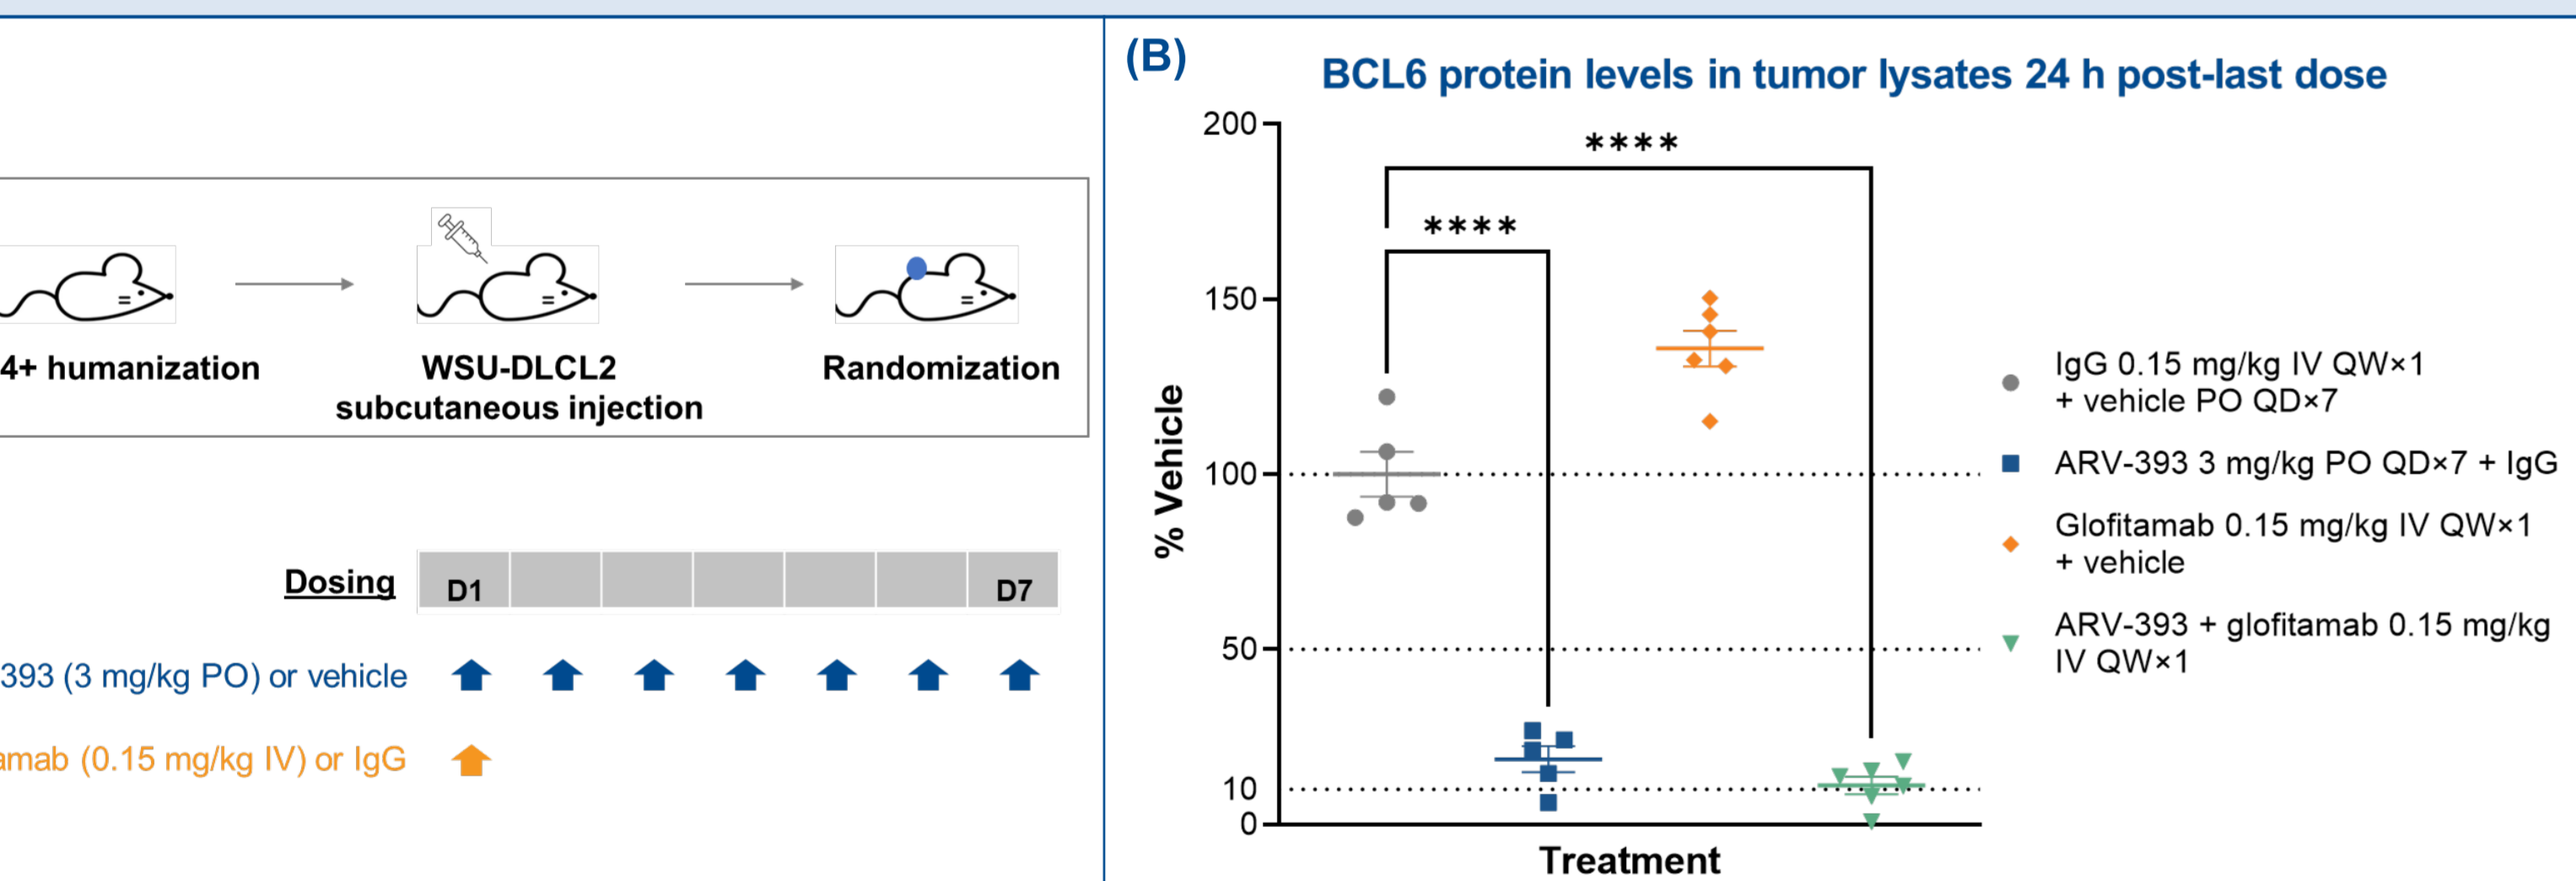 4+ humanization
WSU-DLCL2
subcutaneous injection
Randomization
Dosing
D1
D7
393 (3 mg/kg PO) or vehicle
amab (0.15 mg/kg IV) or IgG
(B)
BCL6 protein levels in tumor lysates 24 h post-last dose
% Vehicle
200
150
100
50
10
0
****
****
Treatment
IgG 0.15 mg/kg IV QW×1
+ vehicle PO QD×7
ARV-393 3 mg/kg PO QD×7 + IgG
Glofitamab 0.15 mg/kg IV QW×1
+ vehicle
ARV-393 + glofitamab 0.15 mg/kg
IV QW×1